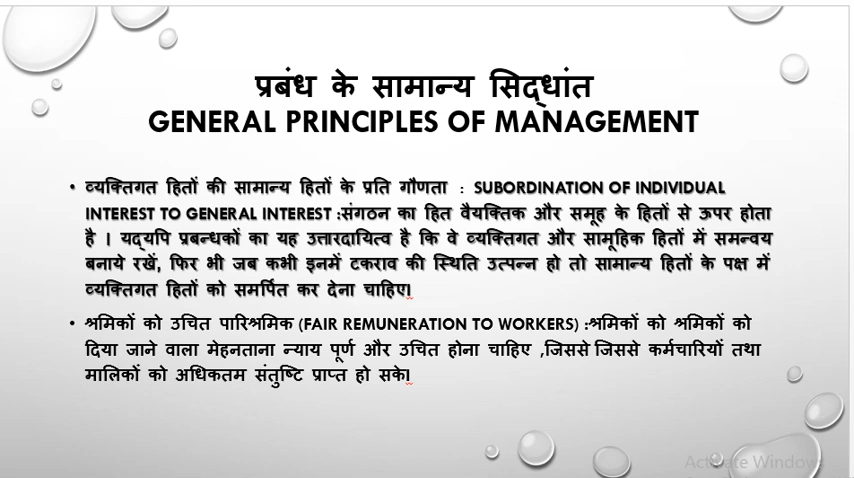 प्रबंध के सामान्य सिद्धांत
GENERAL PRINCIPLES OF MANAGEMENT
• व्यक्तिगत हितों की सामान्य हितों के प्रति गौणता : SUBORDINATION OF INDIVIDUAL
INTEREST TO GENERAL INTEREST :संगठन का हित वैयक्तिक और समूह के हितों से ऊपर होता
है । यद्यपि प्रबन्धकों का यह उत्तारदायित्व है कि वे व्यक्तिगत और सामूहिक हितों में समन्वय
बनाये रखें, फिर भी जब कभी इनमें टकराव की स्थिति उत्पन्न हो तो सामान्य हितों के पक्ष में
व्यक्तिगत हितों को समर्पित कर देना चाहिए।
• श्रमिकों को उचित पारिश्रमिक (FAIR REMUNERATION TO WORKERS) :श्रमिकों को श्रमिकों को
दिया जाने वाला मेहनताना न्याय पूर्ण और उचित होना चाहिए ,जिससे जिससे कर्मचारियों तथा
मालिकों को अधिकतम संतुष्टि प्राप्त हो सके।
Activate Windows